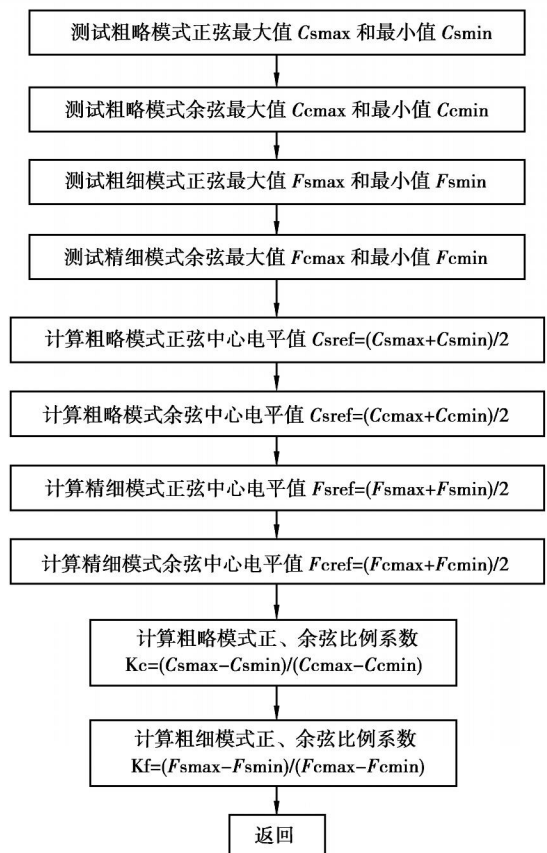 测试粗略模式正弦最大值 Csmax 和最小值 Csmin
测试粗略模式余弦最大值 Ccmax 和最小值 Ccmin
测试粗细模式正弦最大值 Fsmax 和最小值 Fsmin
测试精细模式余弦最大值 Fcmax 和最小值 Fcmin
计算粗略模式正弦中心电平值 Csref=(Csmax+Csmin)/2
计算粗略模式余弦中心电平值 Csref=(Ccmax+Ccmin)/2
计算精细模式正弦中心电平值 Fsref=(Fsmax+Fsmin)/2
计算精细模式余弦中心电平值 Fcref=(Fcmax+Fcmin)/2
计算粗略模式正、余弦比例系数
Kc=(Csmax−Csmin)/(Ccmax−Ccmin)
计算粗细模式正、余弦比例系数
Kf=(Fsmax−Fsmin)/(Fcmax−Fcmin)
返回